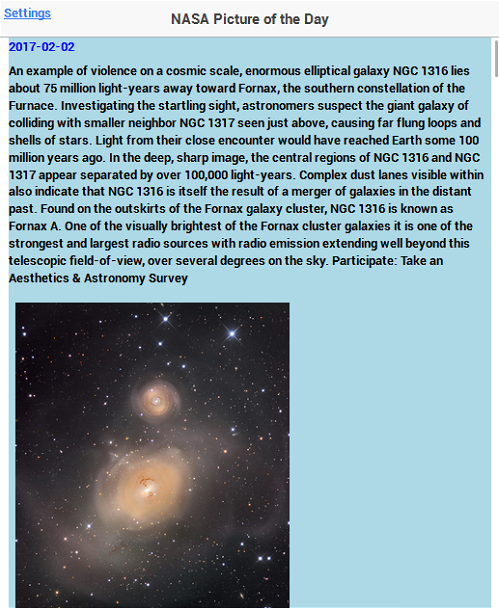 Settings
NASA Picture of the Day
2017-02-02
An example of violence on a cosmic scale, enormous elliptical galaxy NGC 1316 lies
about 75 million light-years away toward Fornax, the southern constellation of the
Furnace. Investigating the startling sight, astronomers suspect the giant galaxy of
colliding with smaller neighbor NGC 1317 seen just above, causing far flung loops and
shells of stars. Light from their close encounter would have reached Earth some 100
million years ago. In the deep, sharp image, the central regions of NGC 1316 and NGC
1317 appear separated by over 100,000 light-years. Complex dust lanes visible within
also indicate that NGC 1316 is itself the result of a merger of galaxies in the distant
past. Found on the outskirts of the Fornax galaxy cluster, NGC 1316 is known as
Fornax A. One of the visually brightest of the Fornax cluster galaxies it is one of the
strongest and largest radio sources with radio emission extending well beyond this
telescopic field-of-view, over several degrees on the sky. Participate: Take an
Aesthetics & Astronomy Survey